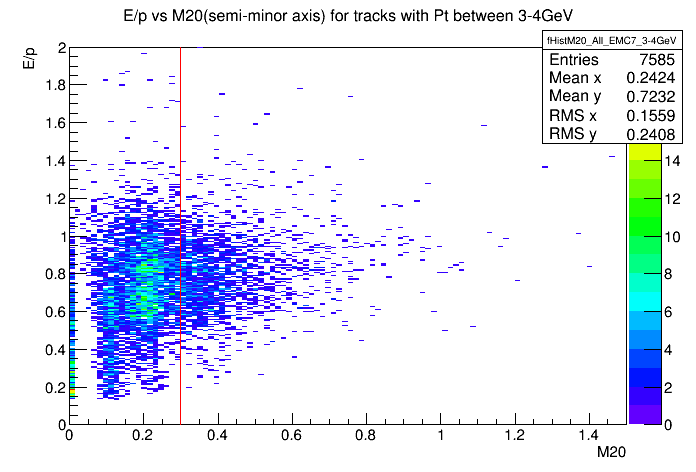 E/p vs M20(semi-minor axis) for tracks with Pt between 3-4GeV
fHistM20_All_EMC7_3-4GeV
Entries 7585
Mean x 0.2424
Mean y 0.7232
RMS x 0.1559
RMS y 0.2408
E/p
2
1.8
1.6
1.4
1.2
1
0.8
0.6
0.4
0.2
0
0 0.2 0.4 0.6 0.8 1 1.2 1.4
M20
14
12
10
8
6
4
2
0